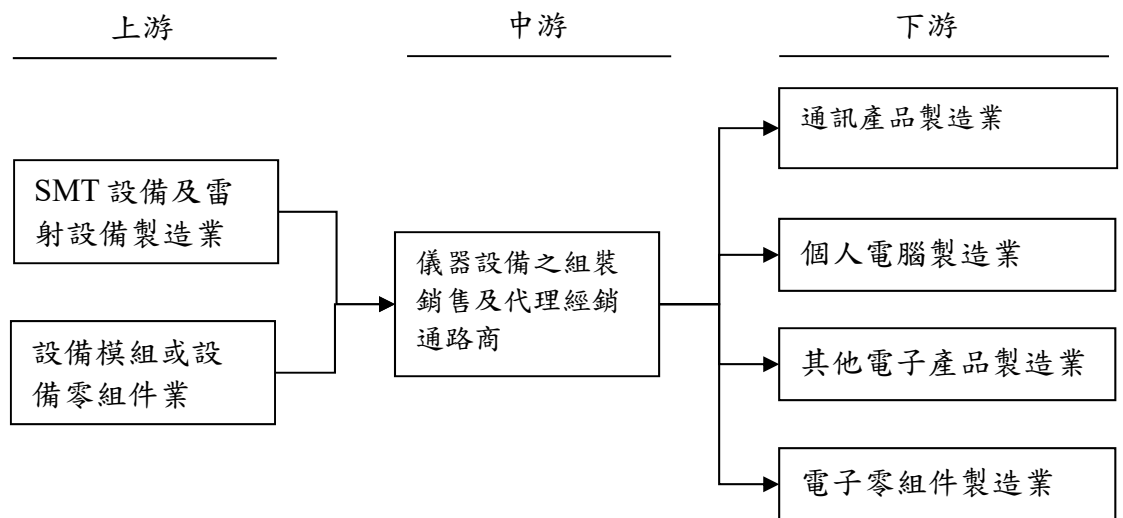 上游
中游
下游
SMT 設備及雷
射設備製造業
設備模組或設
備零組件業
儀器設備之組裝
銷售及代理經銷
通路商
通訊產品製造業
個人電腦製造業
其他電子產品製造業
電子零組件製造業